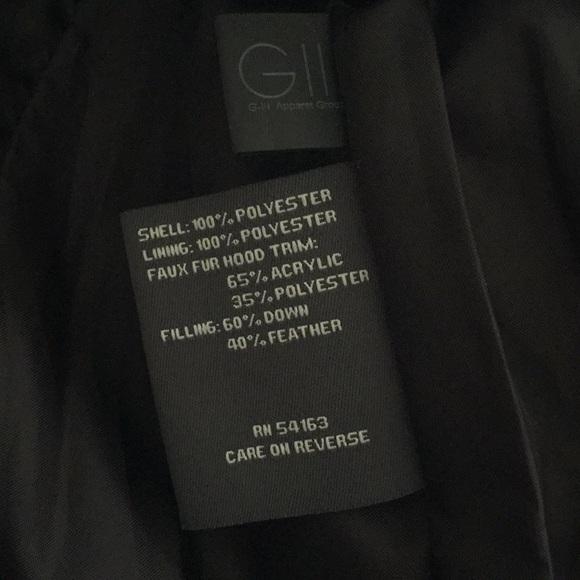 GIII
G-III Apparel Group
SHELL: 100% POLYESTER
LINING: 100% POLYESTER
FAUX FUR HOOD TRIM:
65% ACRYLIC
35% POLYESTER
FILLING: 60% DOWN
40% FEATHER
RN 54163
CARE ON REVERSE